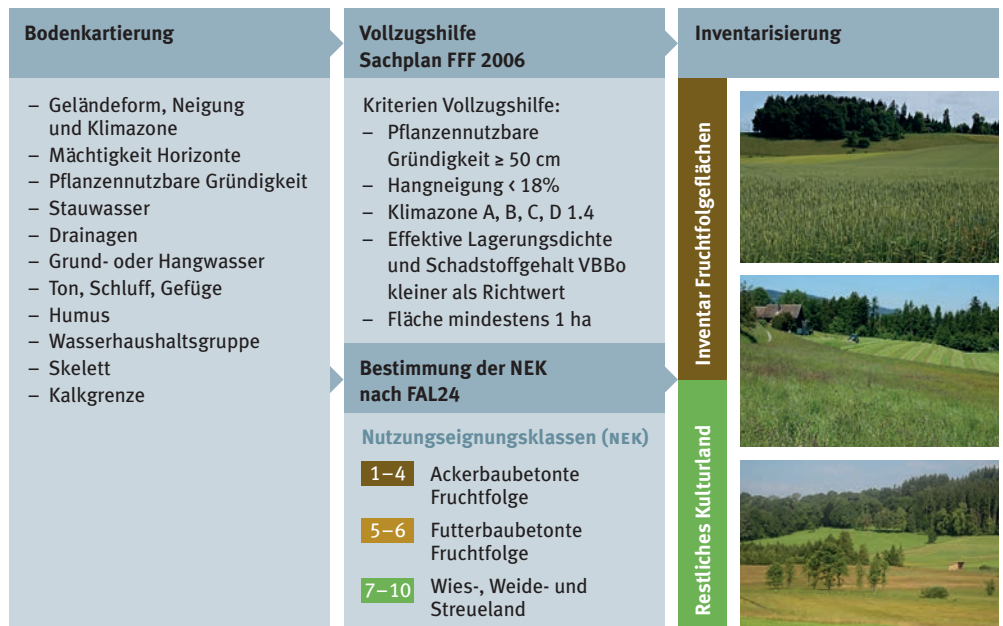 Bodenkartierung
– Geländeform, Neigung
und Klimazone
– Mächtigkeit Horizonte
– Pflanzennutzbare Gründigkeit
– Stauwasser
– Drainagen
– Grund- oder Hangwasser
– Ton, Schluff, Gefüge
– Humus
– Wasserhaushaltsgruppe
– Skelett
– Kalkgrenze
Vollzugshilfe
Sachplan FFF 2006
Kriterien Vollzugshilfe:
– Pflanzennutzbare
Gründigkeit ≥ 50 cm
– Hangneigung < 18%
– Klimazone A, B, C, D 1.4
– Effektive Lagerungsdichte
und Schadstoffgehalt VBBo
kleiner als Richtwert
– Fläche mindestens 1 ha
Bestimmung der NEK
nach FAL24
Nutzungseignungsklassen (NEK)
1–4 Ackerbaubetonte
Fruchtfolge
5–6 Futterbaubetonte
Fruchtfolge
7–10 Wies-, Weide- und
Streueland
Inventarisierung
Inventar Fruchtfolgeflächen
Restliches Kulturland